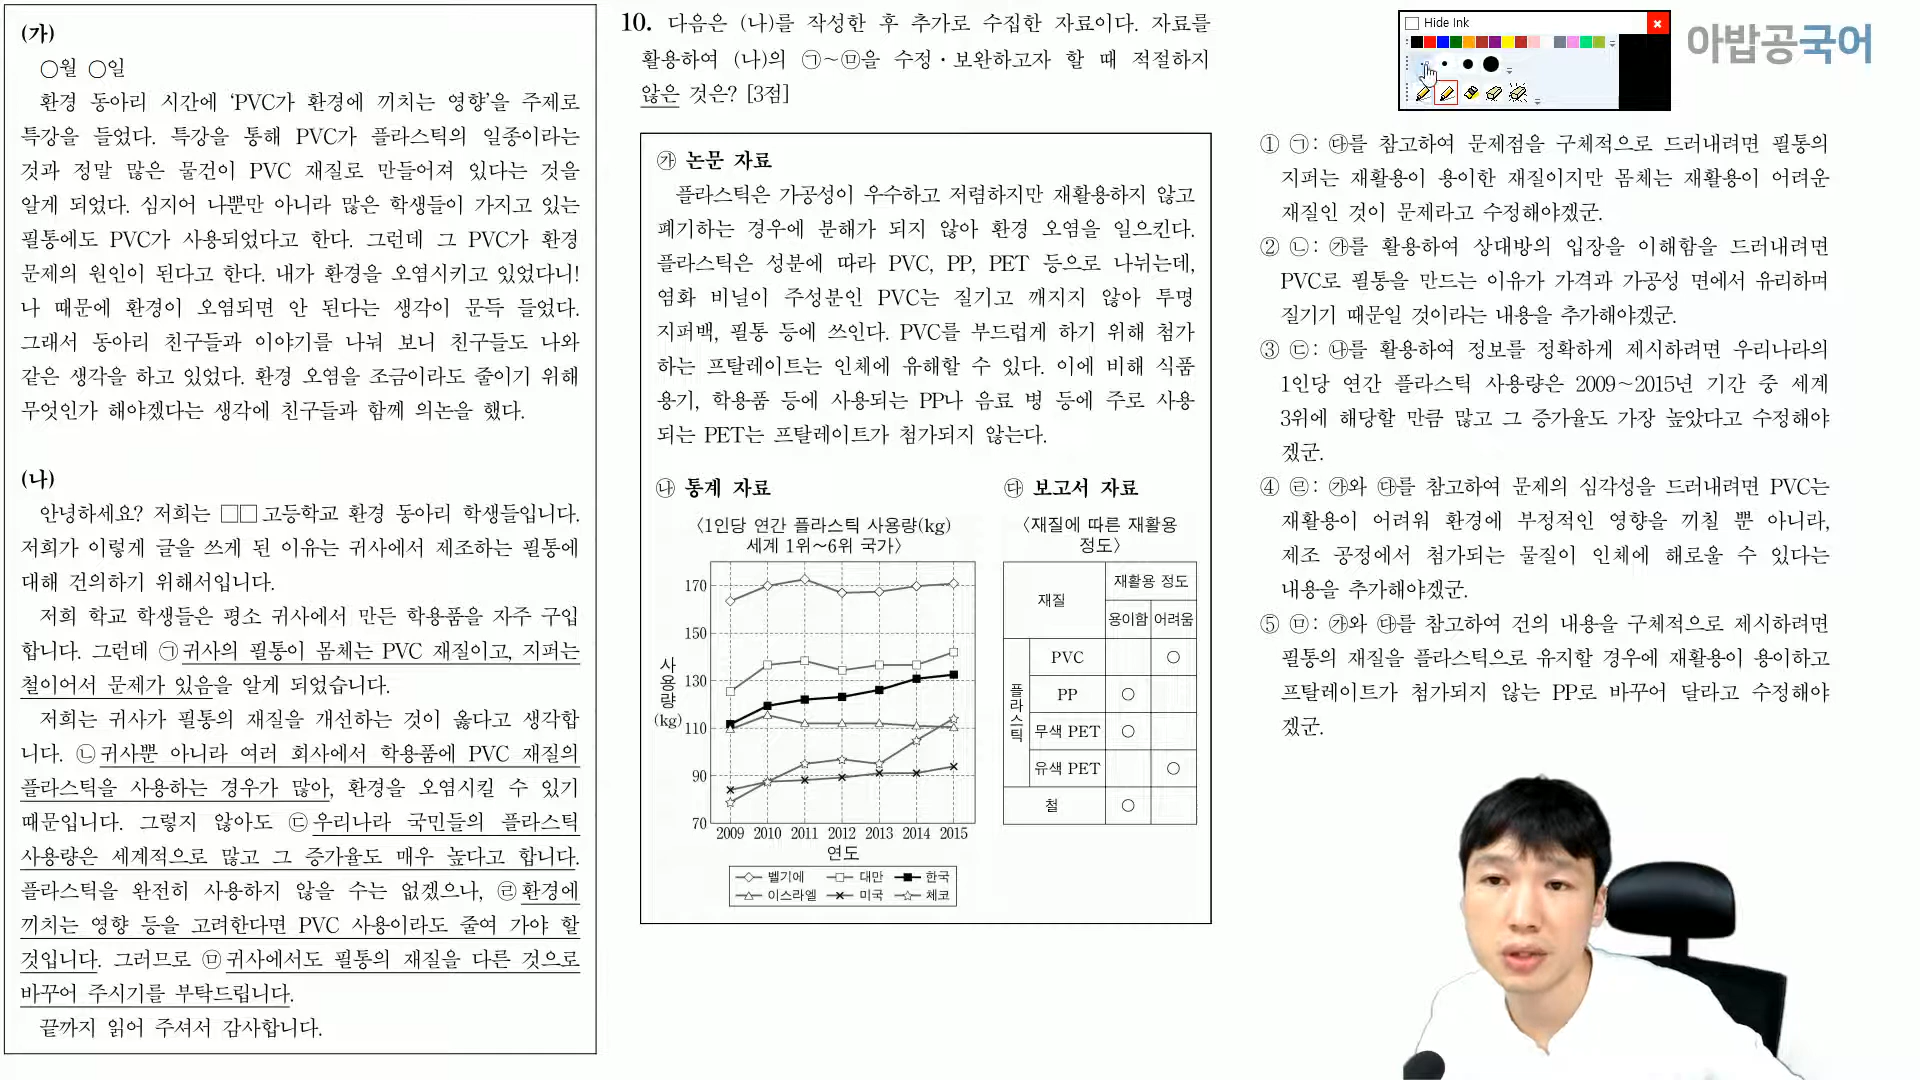 (가)
○월 ○일
환경 동아리 시간에 ‘PVC가 환경에 끼치는 영향’을 주제로
특강을 들었다. 특강을 통해 PVC가 플라스틱의 일종이라는
것과 정말 많은 물건이 PVC 재질로 만들어져 있다는 것을
알게 되었다. 심지어 나뿐만 아니라 많은 학생들이 가지고 있는
필통에도 PVC가 사용되었다고 한다. 그런데 그 PVC가 환경
문제의 원인이 된다고 한다. 내가 환경을 오염시키고 있었다니!
나 때문에 환경이 오염되면 안 된다는 생각이 문득 들었다.
그래서 동아리 친구들과 이야기를 나눠 보니 친구들도 나와
같은 생각을 하고 있었다. 환경 오염을 조금이라도 줄이기 위해
무엇인가 해야겠다는 생각에 친구들과 함께 의논을 했다.
(나)
안녕하세요? 저희는 □□고등학교 환경 동아리 학생들입니다.
저희가 이렇게 글을 쓰게 된 이유는 귀사에서 제조하는 필통에
대해 건의하기 위해서입니다.
저희 학교 학생들은 평소 귀사에서 만든 학용품을 자주 구입
합니다. 그런데 ㉠귀사의 필통이 몸체는 PVC 재질이고, 지퍼는
철이어서 문제가 있음을 알게 되었습니다.
저희는 귀사가 필통의 재질을 개선하는 것이 옳다고 생각합
니다. ㉡귀사뿐 아니라 여러 회사에서 학용품에 PVC 재질의
플라스틱을 사용하는 경우가 많아, 환경을 오염시킬 수 있기
때문입니다. 그렇지 않아도 ㉢우리나라 국민들의 플라스틱
사용량은 세계적으로 많고 그 증가율도 매우 높다고 합니다.
플라스틱을 완전히 사용하지 않을 수는 없겠으나, ㉣환경에
끼치는 영향 등을 고려한다면 PVC 사용이라도 줄여 가야 할
것입니다. 그러므로 ㉤귀사에서도 필통의 재질을 다른 것으로
바꾸어 주시기를 부탁드립니다.
끝까지 읽어 주셔서 감사합니다.
10. 다음은 (나)를 작성한 후 추가로 수집한 자료이다. 자료를
활용하여 (나)의 ㉠~㉤을 수정・보완하고자 할 때 적절하지
않은 것은? [3점]
㉮ 논문 자료
플라스틱은 가공성이 우수하고 저렴하지만 재활용하지 않고
폐기하는 경우에 분해가 되지 않아 환경 오염을 일으킨다.
플라스틱은 성분에 따라 PVC, PP, PET 등으로 나뉘는데,
염화 비닐이 주성분인 PVC는 질기고 깨지지 않아 투명
지퍼백, 필통 등에 쓰인다. PVC를 부드럽게 하기 위해 첨가
하는 프탈레이트는 인체에 유해할 수 있다. 이에 비해 식품
용기, 학용품 등에 사용되는 PP나 음료 병 등에 주로 사용
되는 PET는 프탈레이트가 첨가되지 않는다.
㉯ 통계 자료
〈1인당 연간 플라스틱 사용량(kg)
세계 1위~6위 국가〉
사용량
(kg)
170
150
130
110
90
70
2009 2010 2011 2012 2013 2014 2015
연도
벨기에 대만 한국
이스라엘 미국 체코
㉰ 보고서 자료
〈재질에 따른 재활용
정도〉
재질 재활용 정도
용이함 어려움
플라스틱
PVC ○
PP ○
무색 PET ○
유색 PET ○
철 ○
Hide Ink
아밥공국어
① ㉠: ㉰를 참고하여 문제점을 구체적으로 드러내려면 필통의
지퍼는 재활용이 용이한 재질이지만 몸체는 재활용이 어려운
재질인 것이 문제라고 수정해야겠군.
② ㉡: ㉮를 활용하여 상대방의 입장을 이해함을 드러내려면
PVC로 필통을 만드는 이유가 가격과 가공성 면에서 유리하며
질기기 때문일 것이라는 내용을 추가해야겠군.
③ ㉢: ㉯를 활용하여 정보를 정확하게 제시하려면 우리나라의
1인당 연간 플라스틱 사용량은 2009~2015년 기간 중 세계
3위에 해당할 만큼 많고 그 증가율도 가장 높았다고 수정해야
겠군.
④ ㉣: ㉮와 ㉰를 참고하여 문제의 심각성을 드러내려면 PVC는
재활용이 어려워 환경에 부정적인 영향을 끼칠 뿐 아니라,
제조 공정에서 첨가되는 물질이 인체에 해로울 수 있다는
내용을 추가해야겠군.
⑤ ㉤: ㉮와 ㉰를 참고하여 건의 내용을 구체적으로 제시하려면
필통의 재질을 플라스틱으로 유지할 경우에 재활용이 용이하고
프탈레이트가 첨가되지 않는 PP로 바꾸어 달라고 수정해야
겠군.